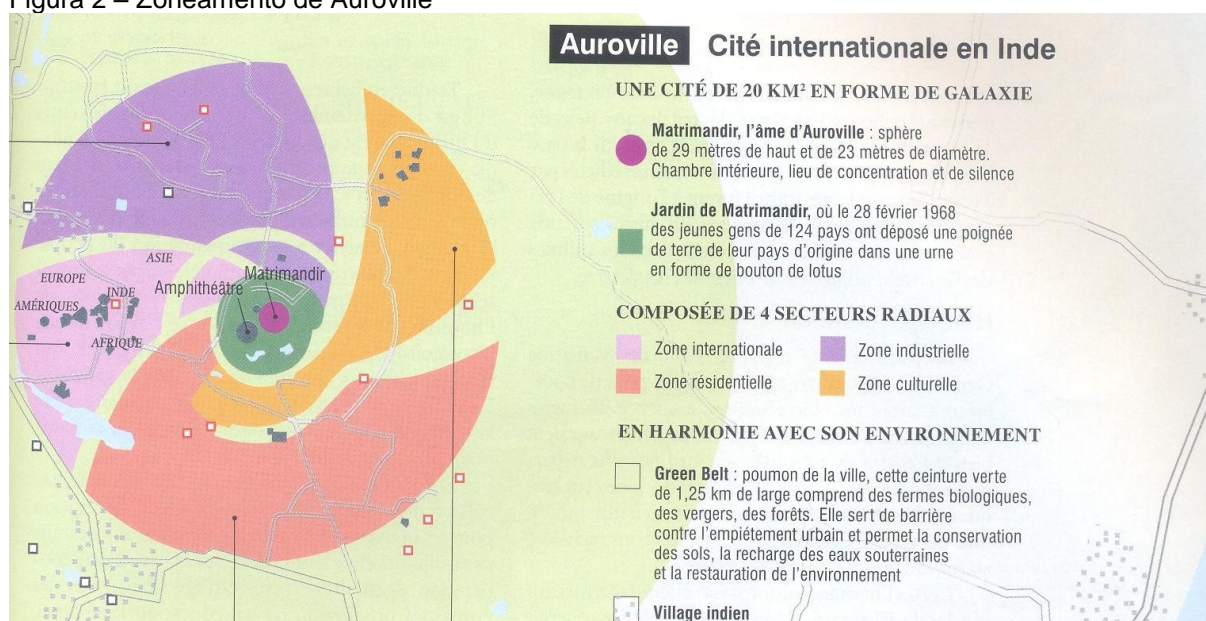 Figura 2 – Zoneamento de Auroville
Auroville Cité internationale en Inde
UNE CITÉ DE 20 KM² EN FORME DE GALAXIE
Matrimandir, l'âme d'Auroville : sphère
de 29 mètres de haut et de 23 mètres de diamètre.
Chambre intérieure, lieu de concentration et de silence
Jardin de Matrimandir, où le 28 février 1968
des jeunes gens de 124 pays ont déposé une poignée
de terre de leur pays d'origine dans une urne
en forme de bouton de lotus
COMPOSÉE DE 4 SECTEURS RADIAUX
Zone internationale
Zone industrielle
Zone résidentielle
Zone culturelle
EN HARMONIE AVEC SON ENVIRONNEMENT
Green Belt : poumon de la ville, cette ceinture verte
de 1,25 km de large comprend des fermes biologiques,
des vergers, des forêts. Elle sert de barrière
contre l'empiétement urbain et permet la conservation
des sols, la recharge des eaux souterraines
et la restauration de l'environnement
Village indien
ASIE
EUROPE
INDE
AMÉRIQUES
AFRIQUE
Amphithéâtre
Matrimandir